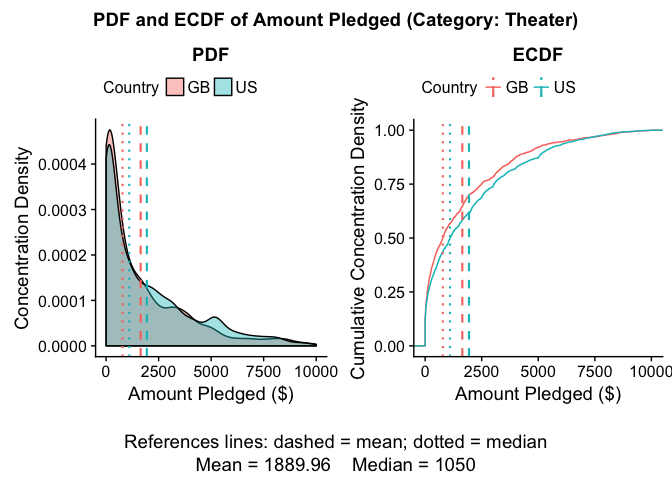 PDF and ECDF of Amount Pledged (Category: Theater)
PDF
Country GB US
Concentration Density
0.0004
0.0003
0.0002
0.0001
0.0000
0 2500 5000 7500 10000
Amount Pledged ($)
ECDF
Country GB US
Cumulative Concentration Density
1.00
0.75
0.50
0.25
0.00
0 2500 5000 7500 10000
Amount Pledged ($)
References lines: dashed = mean; dotted = median
Mean = 1889.96 Median = 1050